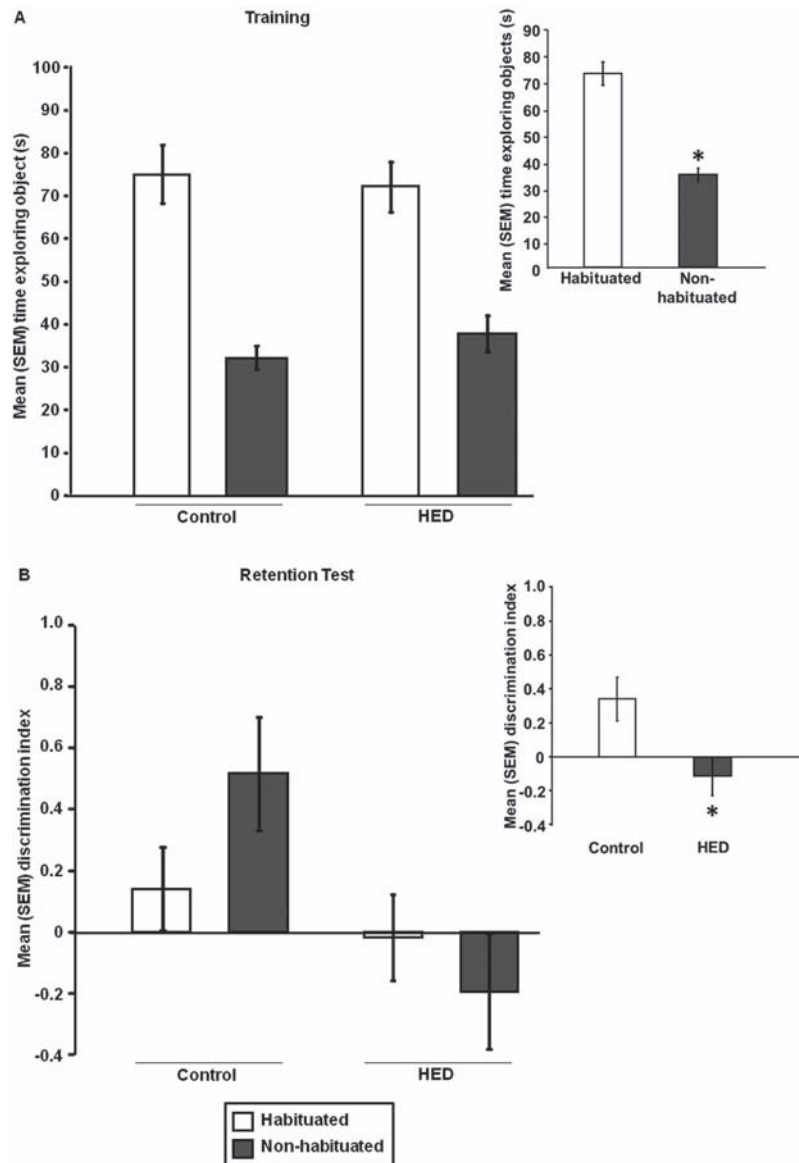 A
Training
Mean (SEM) time exploring object (s)
100
90
80
70
60
50
40
30
20
10
0
Control
HED
Mean (SEM) time exploring objects (s)
90
80
70
60
50
40
30
20
10
0
*
Habituated
Non-
habituated
B
Retention Test
Mean (SEM) discrimination index
1.0
0.8
0.6
0.4
0.2
0
-0.2
-0.4
Control
HED
Mean (SEM) discrimination index
1.0
0.8
0.6
0.4
0.2
0
-0.2
-0.4
*
Control
HED
Habituated
Non-habituated